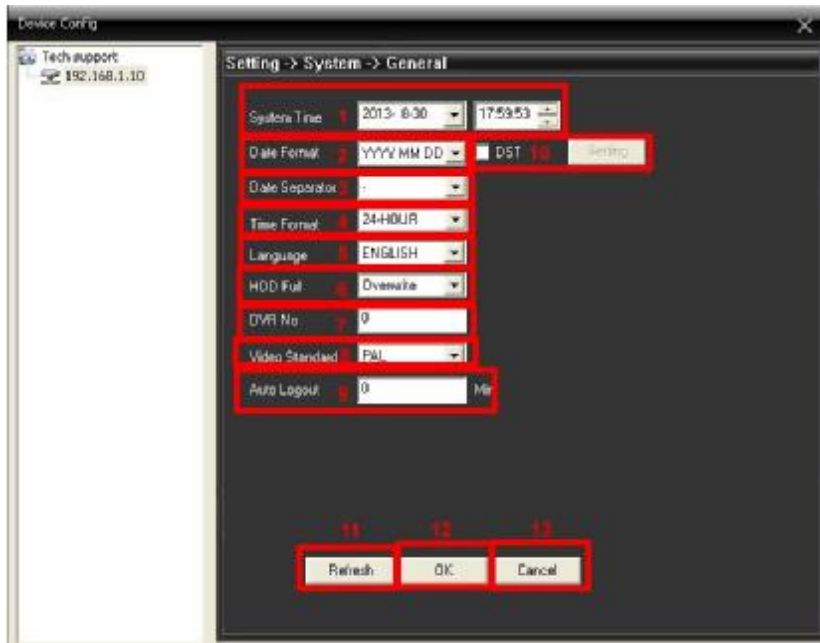 Device Config
Tech support
192.168.1.10
Setting -> System -> General
System Time 1 2013- 8-30 17:59:53
Date Format 2 YYYY MM DD DST 10 Setting
Date Separator 3 -
Time Format 4 24-HOUR
Language 5 ENGLISH
HDD Full 6 Overwrite
DVR No 7 0
Video Standard 8 PAL
Auto Logout 9 0 Min
11 12 13
Refresh OK Cancel